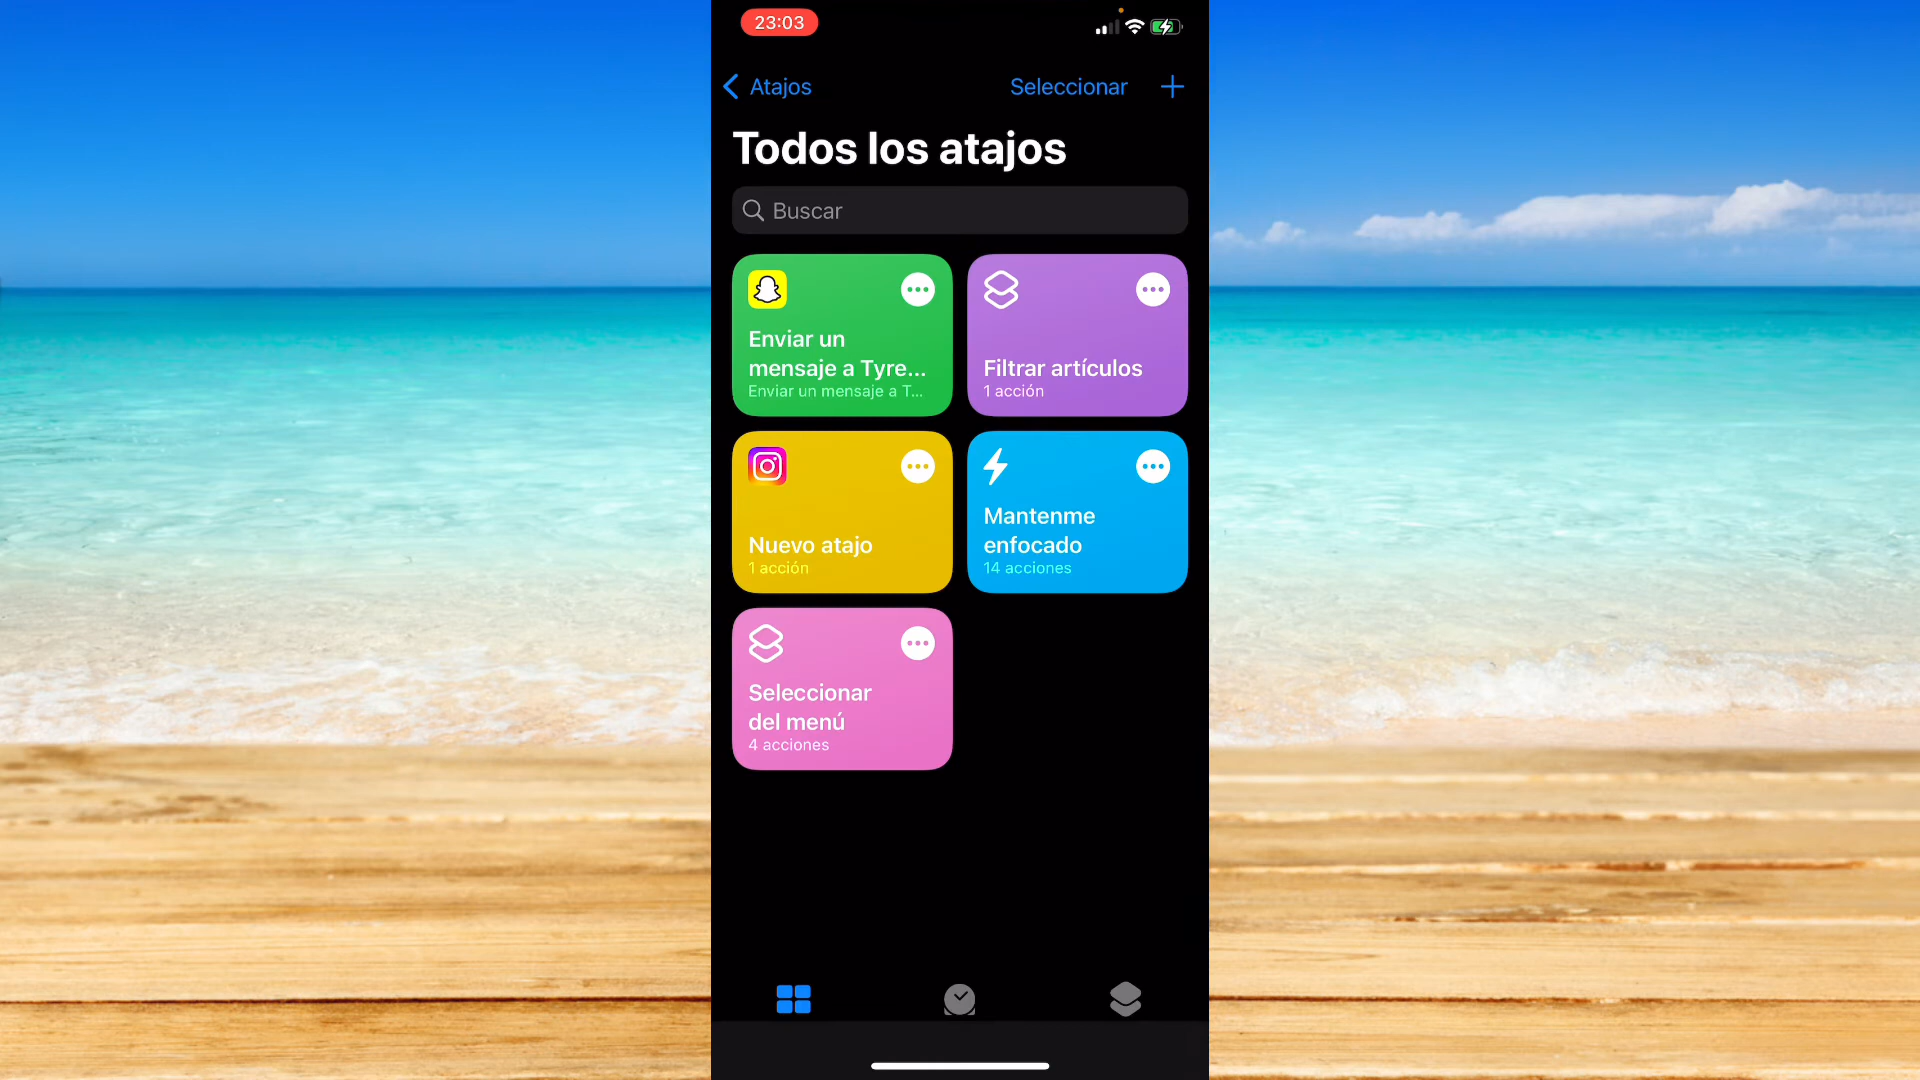 23:03
Atajos
Seleccionar
Todos los atajos
Buscar
Enviar un
mensaje a Tyre...
Enviar un mensaje a T...
Filtrar artículos
1 acción
Nuevo atajo
1 acción
Mantenme
enfocado
14 acciones
Seleccionar
del menú
4 acciones